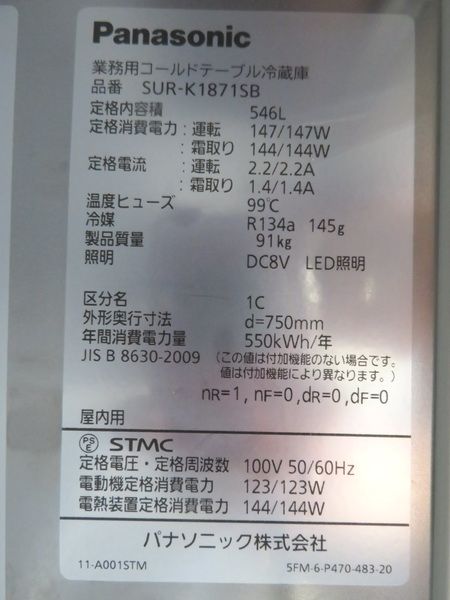 Panasonic
業務用コールドテーブル冷蔵庫
品番 SUR-K1871SB
定格内容積 546L
定格消費電力：運転 147/147W
：霜取り 144/144W
定格電流 ：運転 2.2/2.2A
：霜取り 1.4/1.4A
温度ヒューズ 99℃
冷媒 R134a 145g
製品質量 91kg
照明 DC8V LED照明
区分名 1C
外形奥行寸法 d=750mm
年間消費電力量 550kWh/年
JIS B 8630-2009 （この値は付加機能のない場合です。
値は付加機能により異なります。）
nR=1, nF=0,dR=0,dF=0
屋内用
PSE STMC
定格電圧・定格周波数 100V 50/60Hz
電動機定格消費電力 123/123W
電熱装置定格消費電力 144/144W
パナソニック株式会社
11-A001STM 5FM-6-P470-483-20